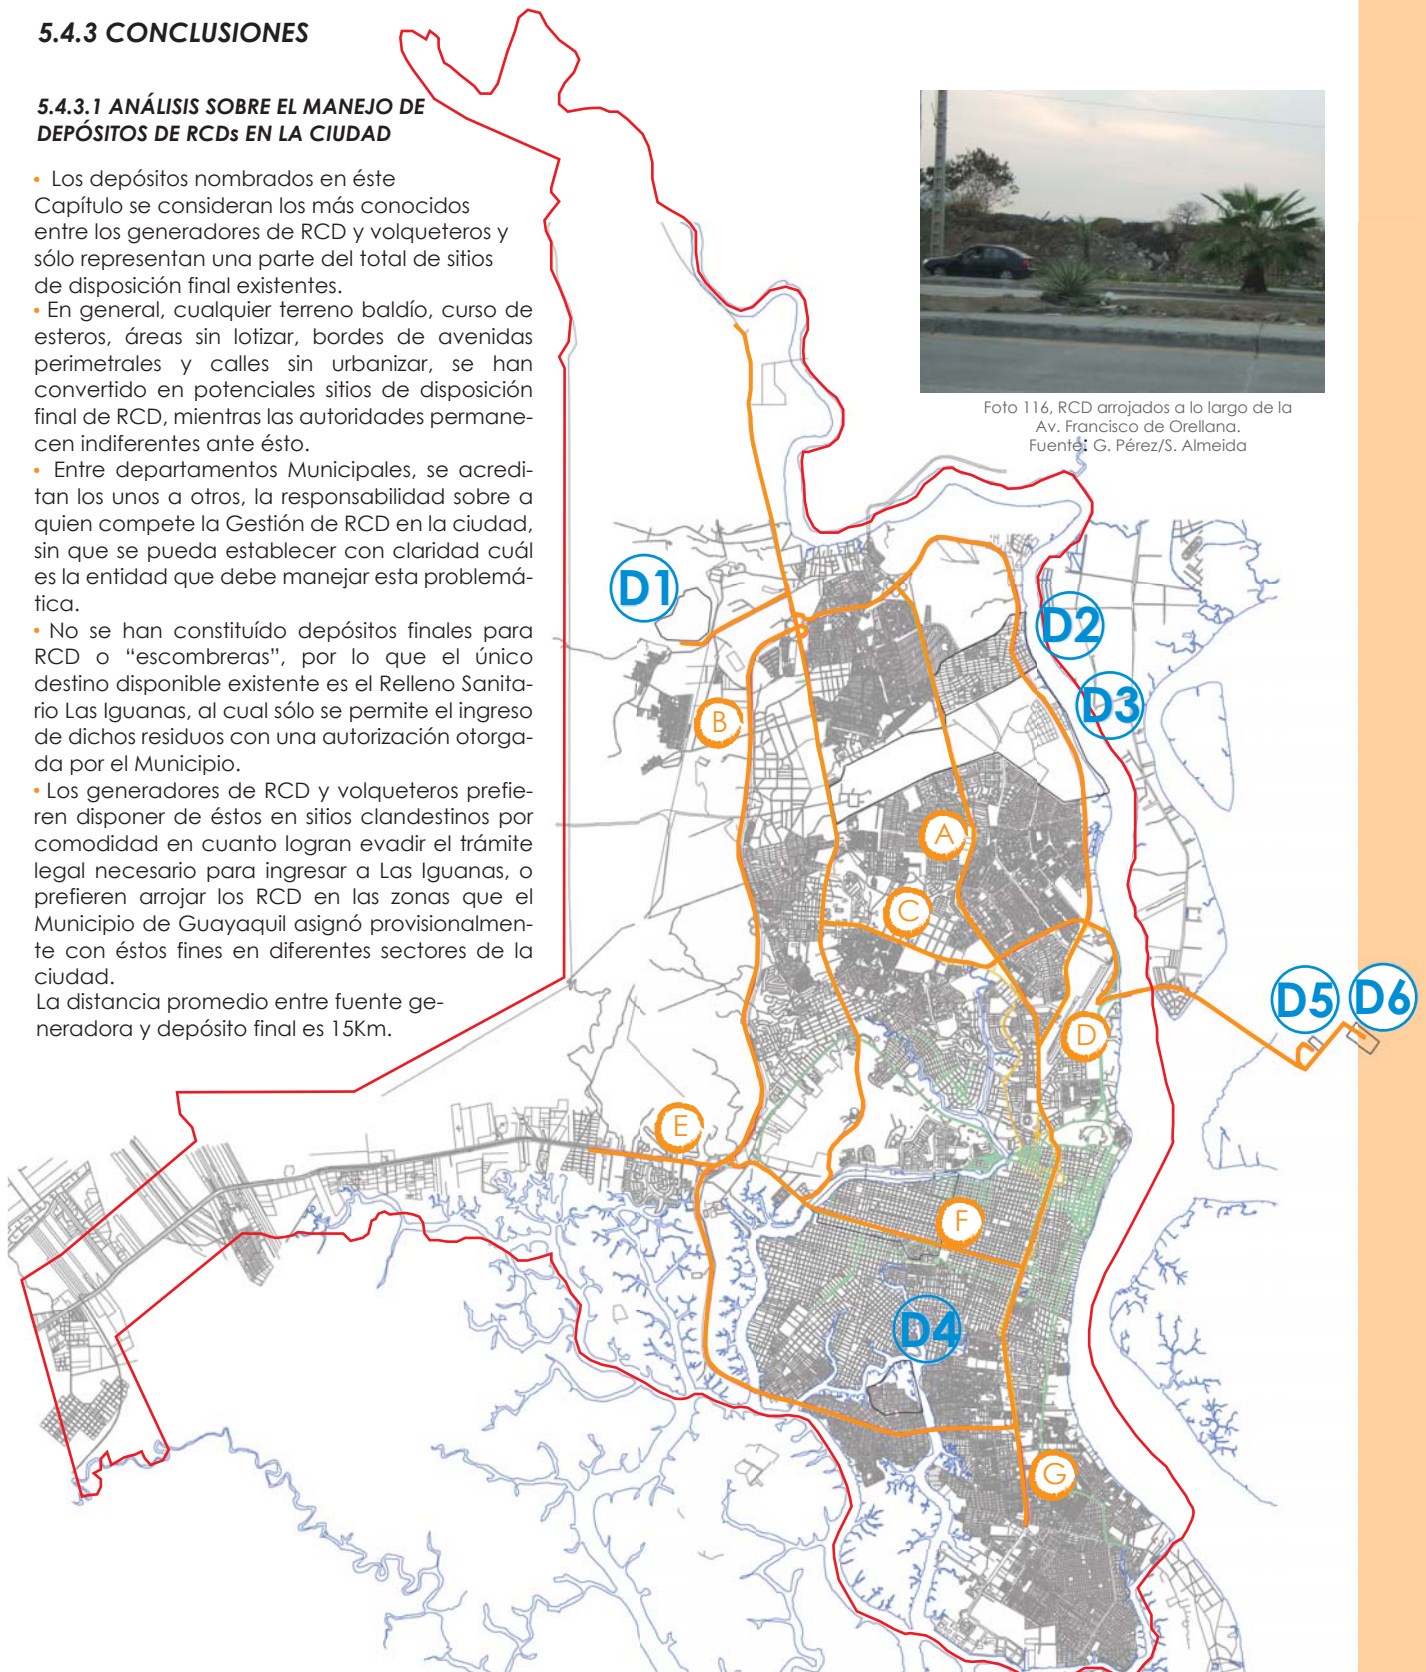 5.4.3 CONCLUSIONES
5.4.3.1 ANÁLISIS SOBRE EL MANEJO DE
DEPÓSITOS DE RCDs EN LA CIUDAD
• Los depósitos nombrados en éste
Capítulo se consideran los más conocidos
entre los generadores de RCD y volqueteros y
sólo representan una parte del total de sitios
de disposición final existentes.
• En general, cualquier terreno baldío, curso de
esteros, áreas sin lotizar, bordes de avenidas
perimetrales y calles sin urbanizar, se han
convertido en potenciales sitios de disposición
final de RCD, mientras las autoridades permane-
cen indiferentes ante ésto.
• Entre departamentos Municipales, se acredi-
tan los unos a otros, la responsabilidad sobre a
quien compete la Gestión de RCD en la ciudad,
sin que se pueda establecer con claridad cuál
es la entidad que debe manejar esta problemá-
tica.
• No se han constituído depósitos finales para
RCD o “escombreras”, por lo que el único
destino disponible existente es el Relleno Sanita-
rio Las Iguanas, al cual sólo se permite el ingreso
de dichos residuos con una autorización otorga-
da por el Municipio.
• Los generadores de RCD y volqueteros prefie-
ren disponer de éstos en sitios clandestinos por
comodidad en cuanto logran evadir el trámite
legal necesario para ingresar a Las Iguanas, o
prefieren arrojar los RCD en las zonas que el
Municipio de Guayaquil asignó provisionalmen-
te con éstos fines en diferentes sectores de la
ciudad.
La distancia promedio entre fuente ge-
neradora y depósito final es 15Km.
Foto 116, RCD arrojados a lo largo de la
Av. Francisco de Orellana.
Fuente: G. Pérez/S. Almeida
D1
D2
D3
B
A
C
D5 D6
D
E
F
D4
G